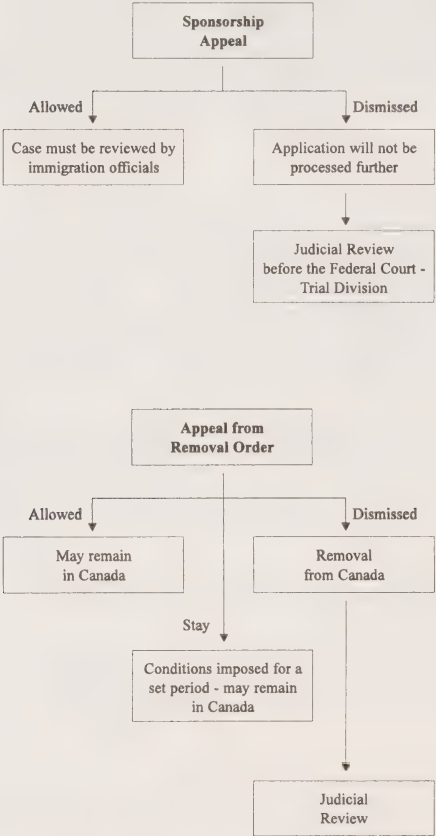 Sponsorship
Appeal
Allowed
Dismissed
Case must be reviewed by
immigration officials
Application will not be
processed further
Judicial Review
before the Federal Court -
Trial Division
Appeal from
Removal Order
Allowed
Dismissed
May remain
in Canada
Removal
from Canada
Stay
Conditions imposed for a
set period - may remain
in Canada
Judicial
Review